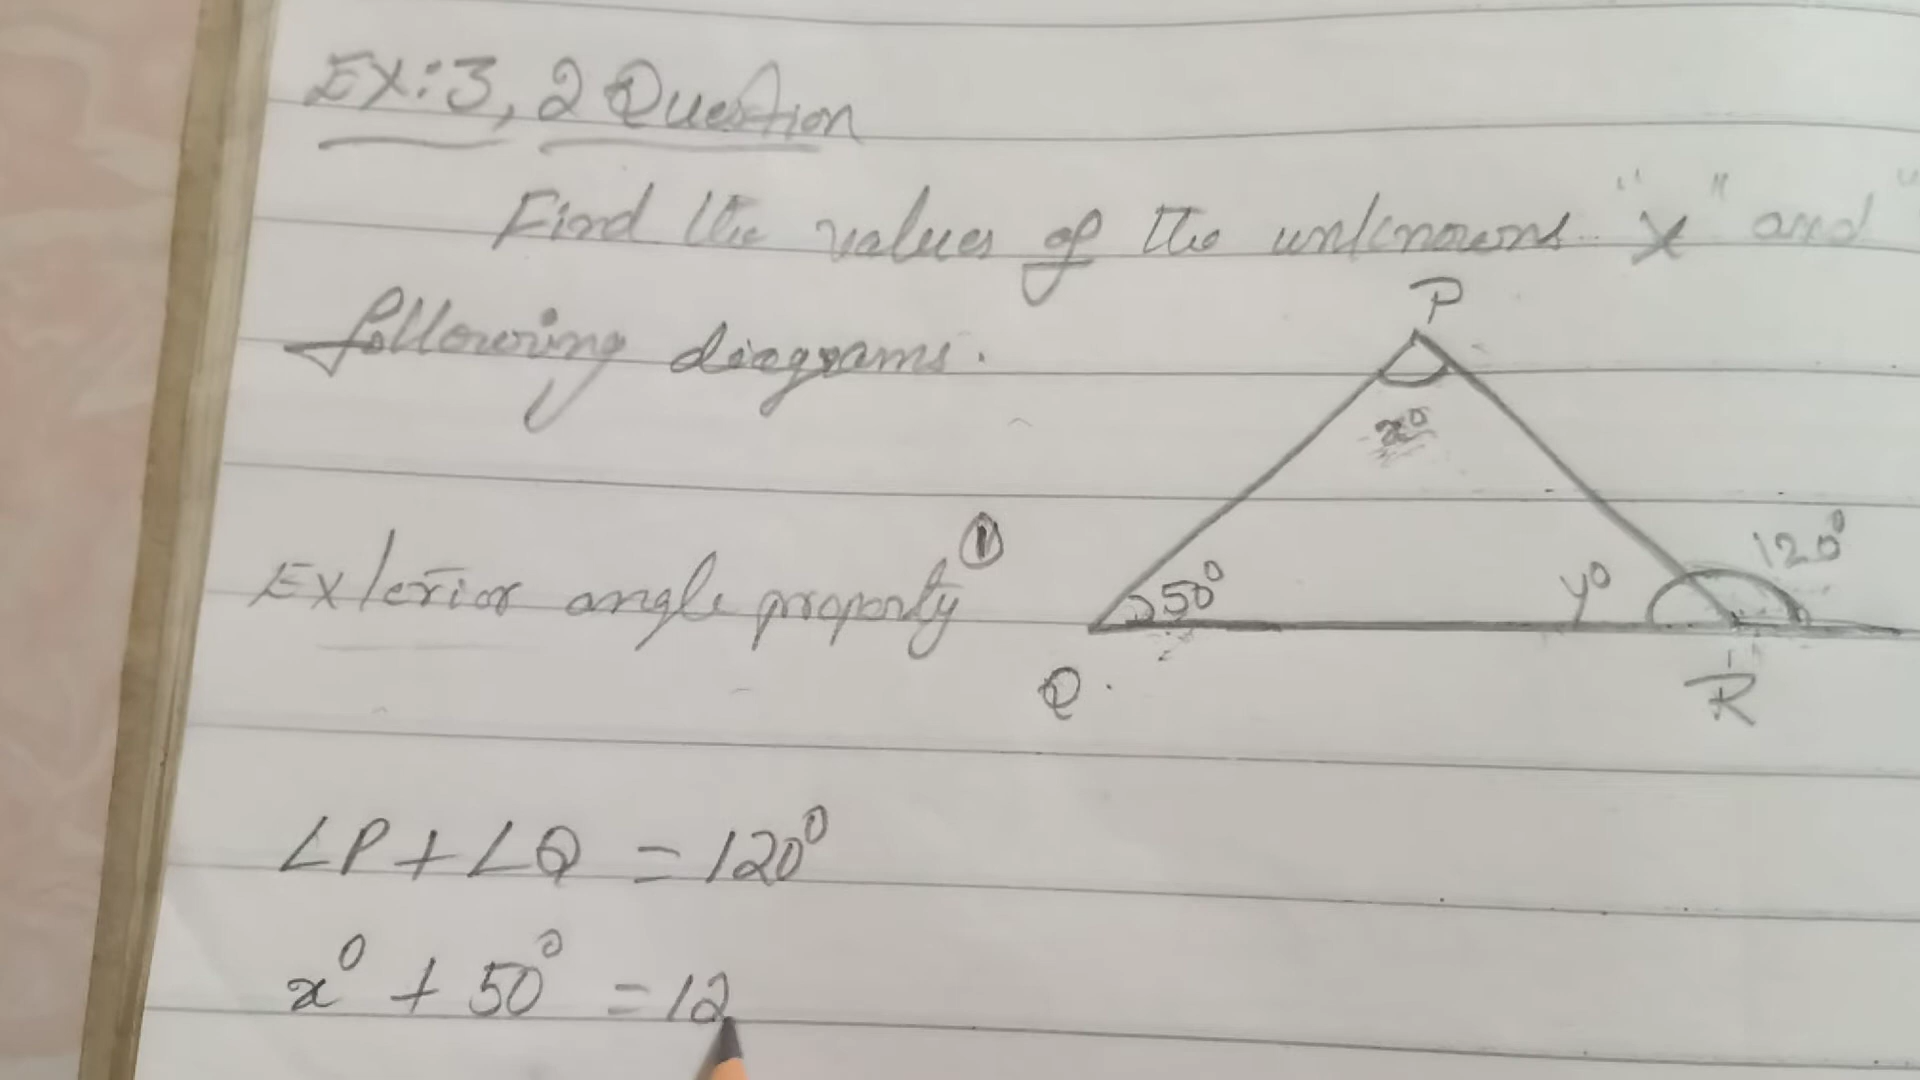 Ex:3, 2 Question
Find the values of the unknowns "x" and "
following diagrams.
P
x°
Exterior angle property
1
50°
y°
120°
Q
R
∠P+∠Q = 120°
x° + 50° = 12